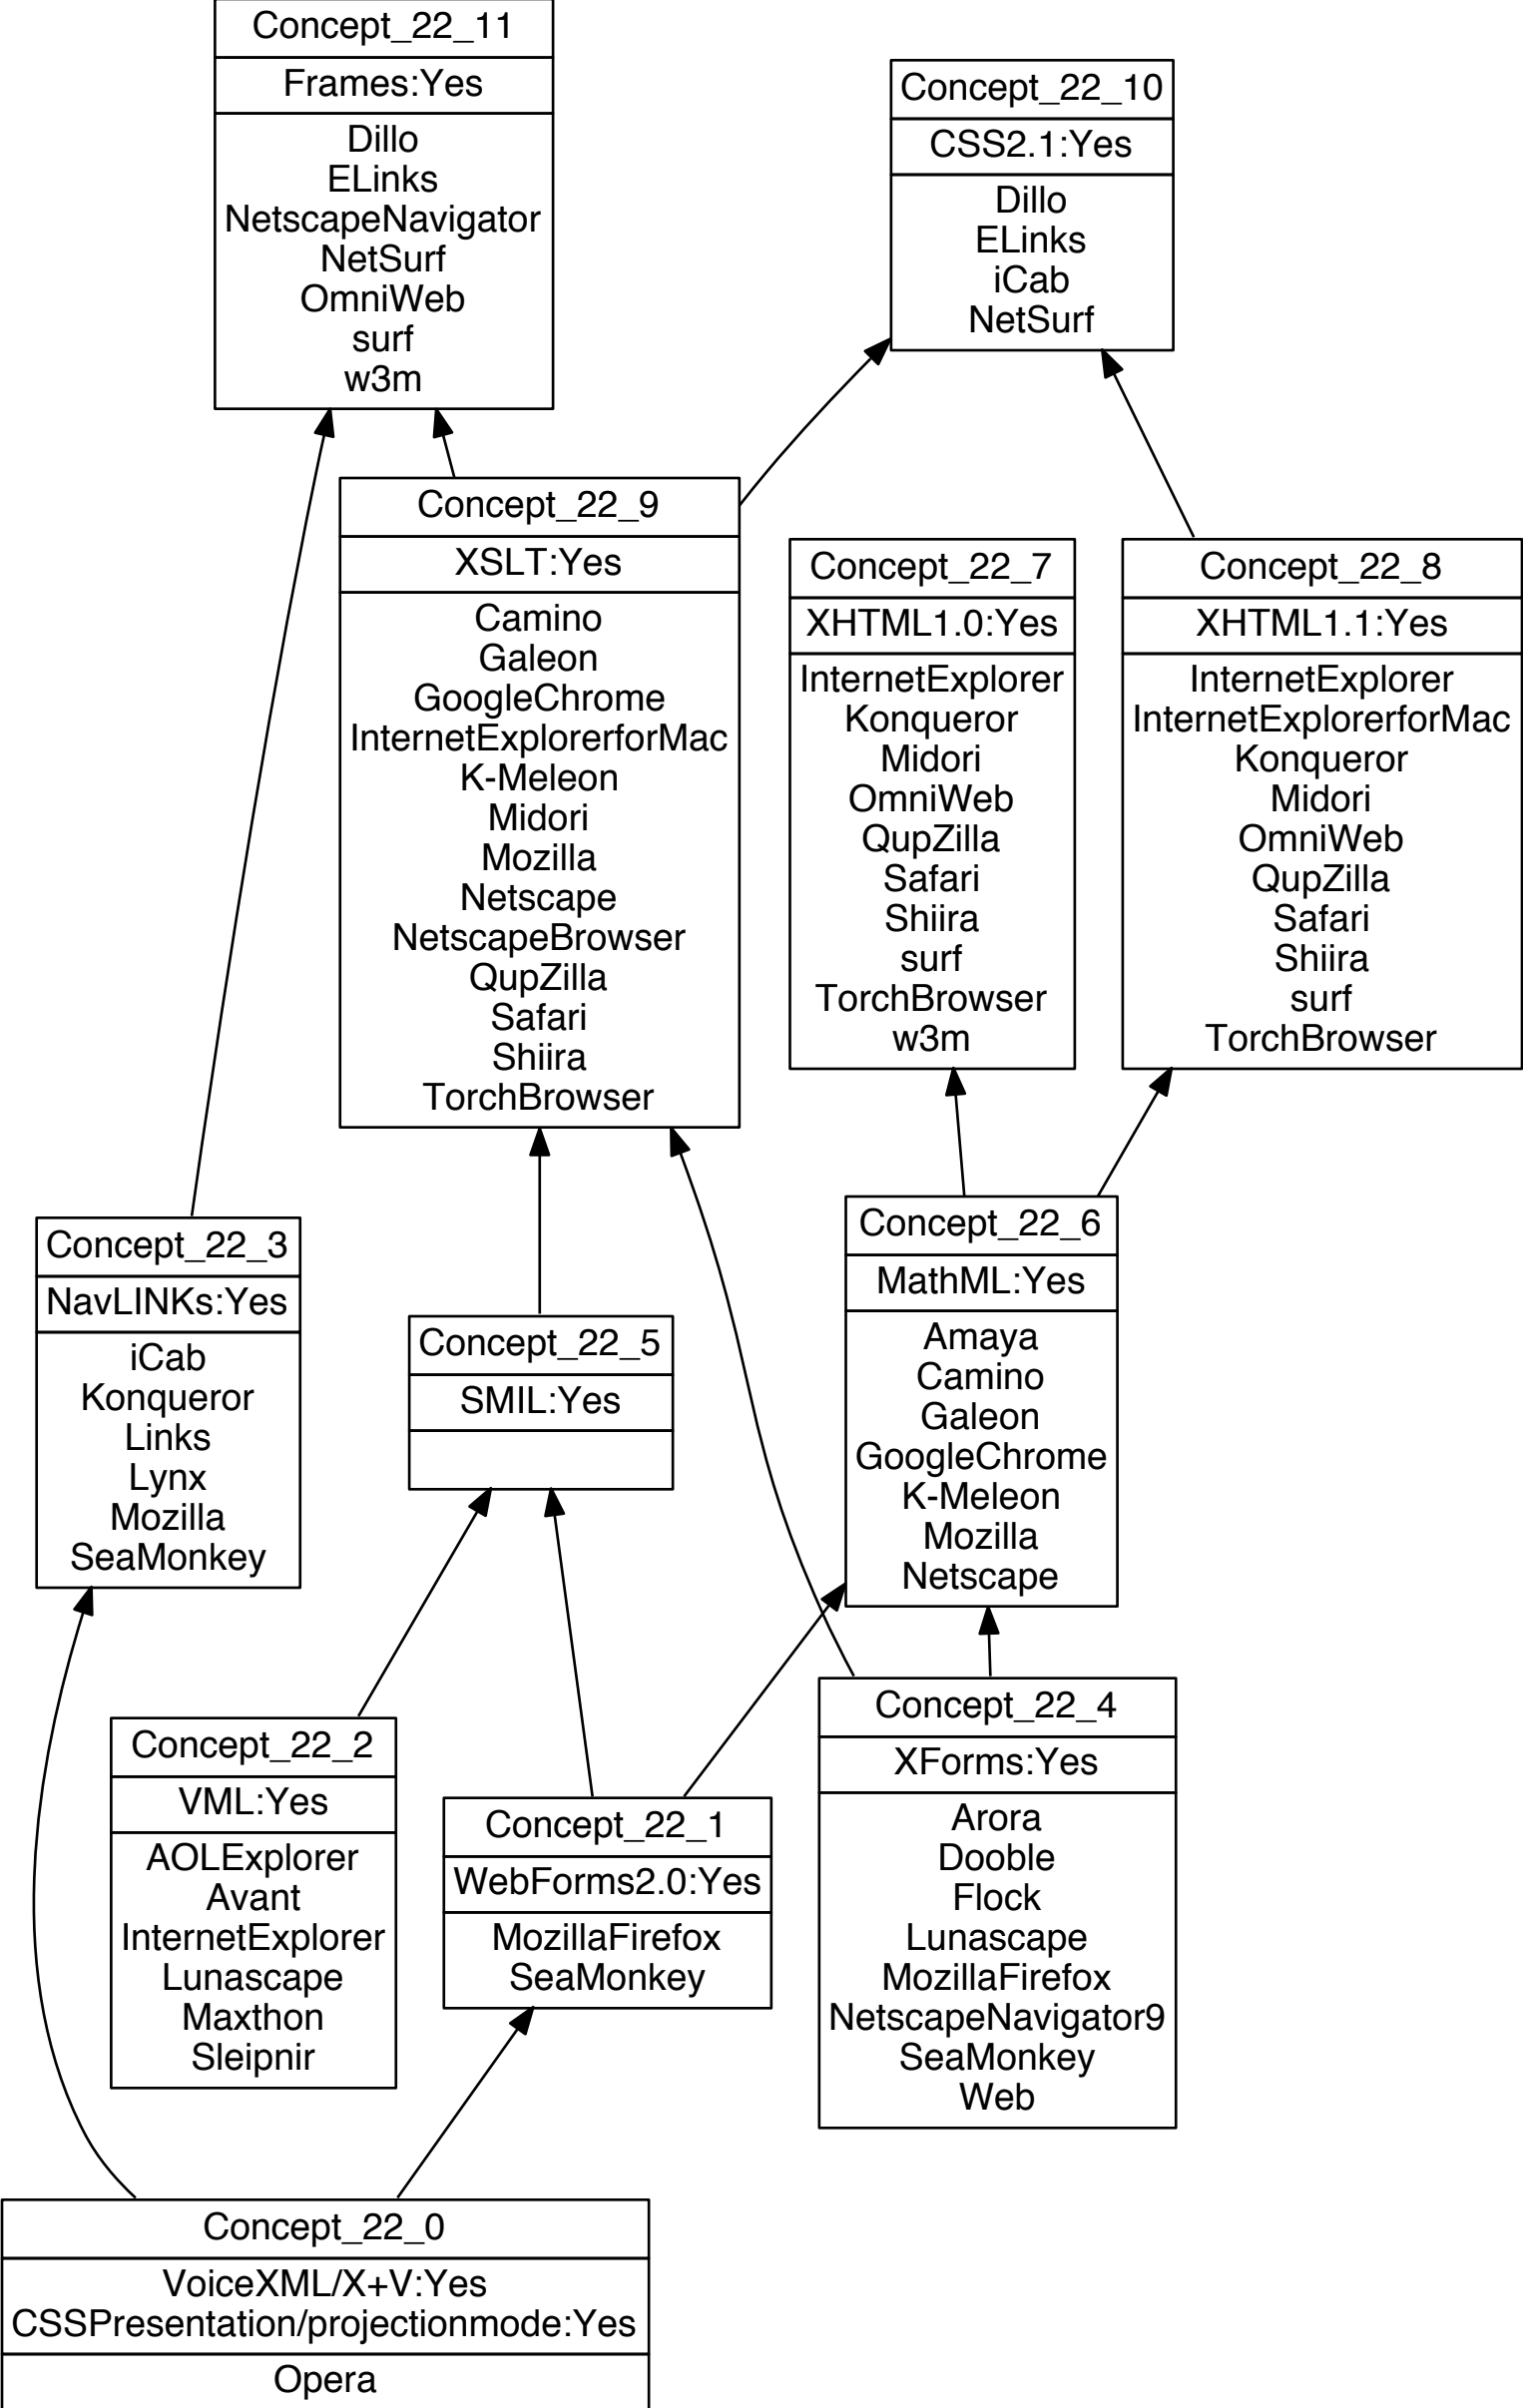 Concept_22_11
Frames:Yes
Dillo
ELinks
NetscapeNavigator
NetSurf
OmniWeb
surf
w3m
Concept_22_10
CSS2.1:Yes
Dillo
ELinks
iCab
NetSurf
Concept_22_9
XSLT:Yes
Camino
Galeon
GoogleChrome
InternetExplorerforMac
K-Meleon
Midori
Mozilla
Netscape
NetscapeBrowser
QupZilla
Safari
Shiira
TorchBrowser
Concept_22_7
XHTML1.0:Yes
InternetExplorer
Konqueror
Midori
OmniWeb
QupZilla
Safari
Shiira
surf
TorchBrowser
w3m
Concept_22_8
XHTML1.1:Yes
InternetExplorer
InternetExplorerforMac
Konqueror
Midori
OmniWeb
QupZilla
Safari
Shiira
surf
TorchBrowser
Concept_22_3
NavLINKs:Yes
iCab
Konqueror
Links
Lynx
Mozilla
SeaMonkey
Concept_22_5
SMIL:Yes
Concept_22_6
MathML:Yes
Amaya
Camino
Galeon
GoogleChrome
K-Meleon
Mozilla
Netscape
Concept_22_2
VML:Yes
AOLExplorer
Avant
InternetExplorer
Lunascape
Maxthon
Sleipnir
Concept_22_1
WebForms2.0:Yes
MozillaFirefox
SeaMonkey
Concept_22_4
XForms:Yes
Arora
Dooble
Flock
Lunascape
MozillaFirefox
NetscapeNavigator9
SeaMonkey
Web
Concept_22_0
VoiceXML/X+V:Yes
CSSPresentation/projectionmode:Yes
Opera